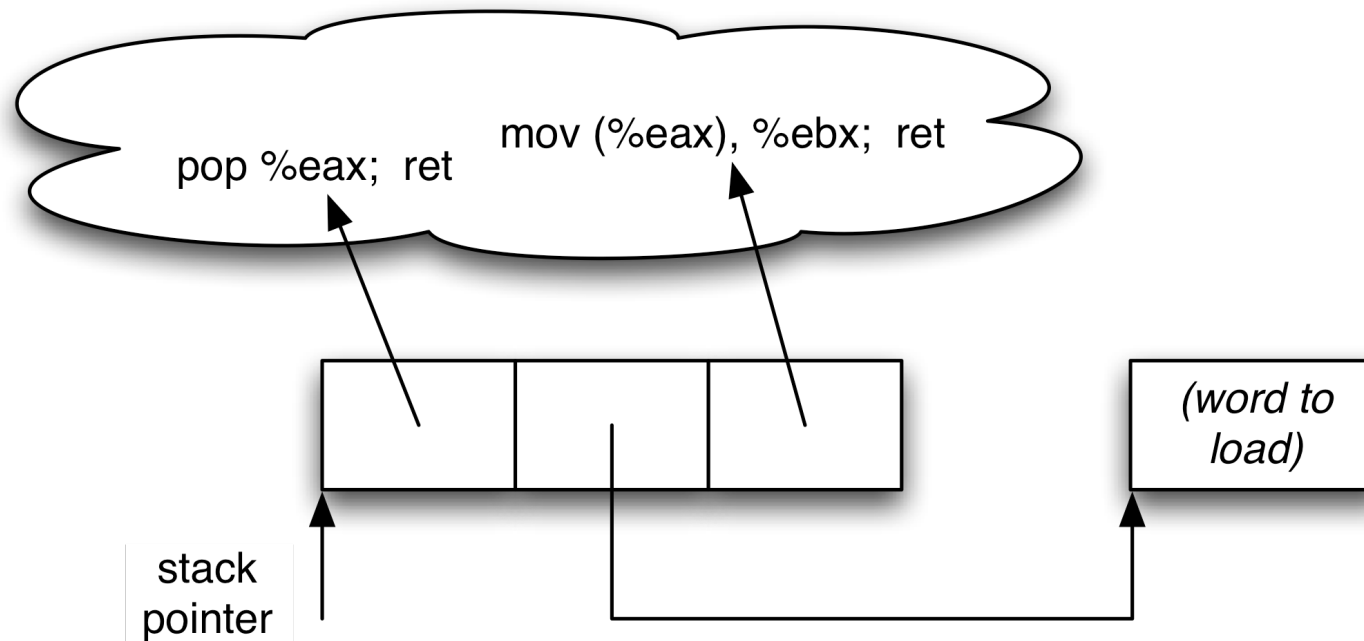 mov (%eax), %ebx;  ret
pop %eax;  ret
(word to
load)
stack
pointer